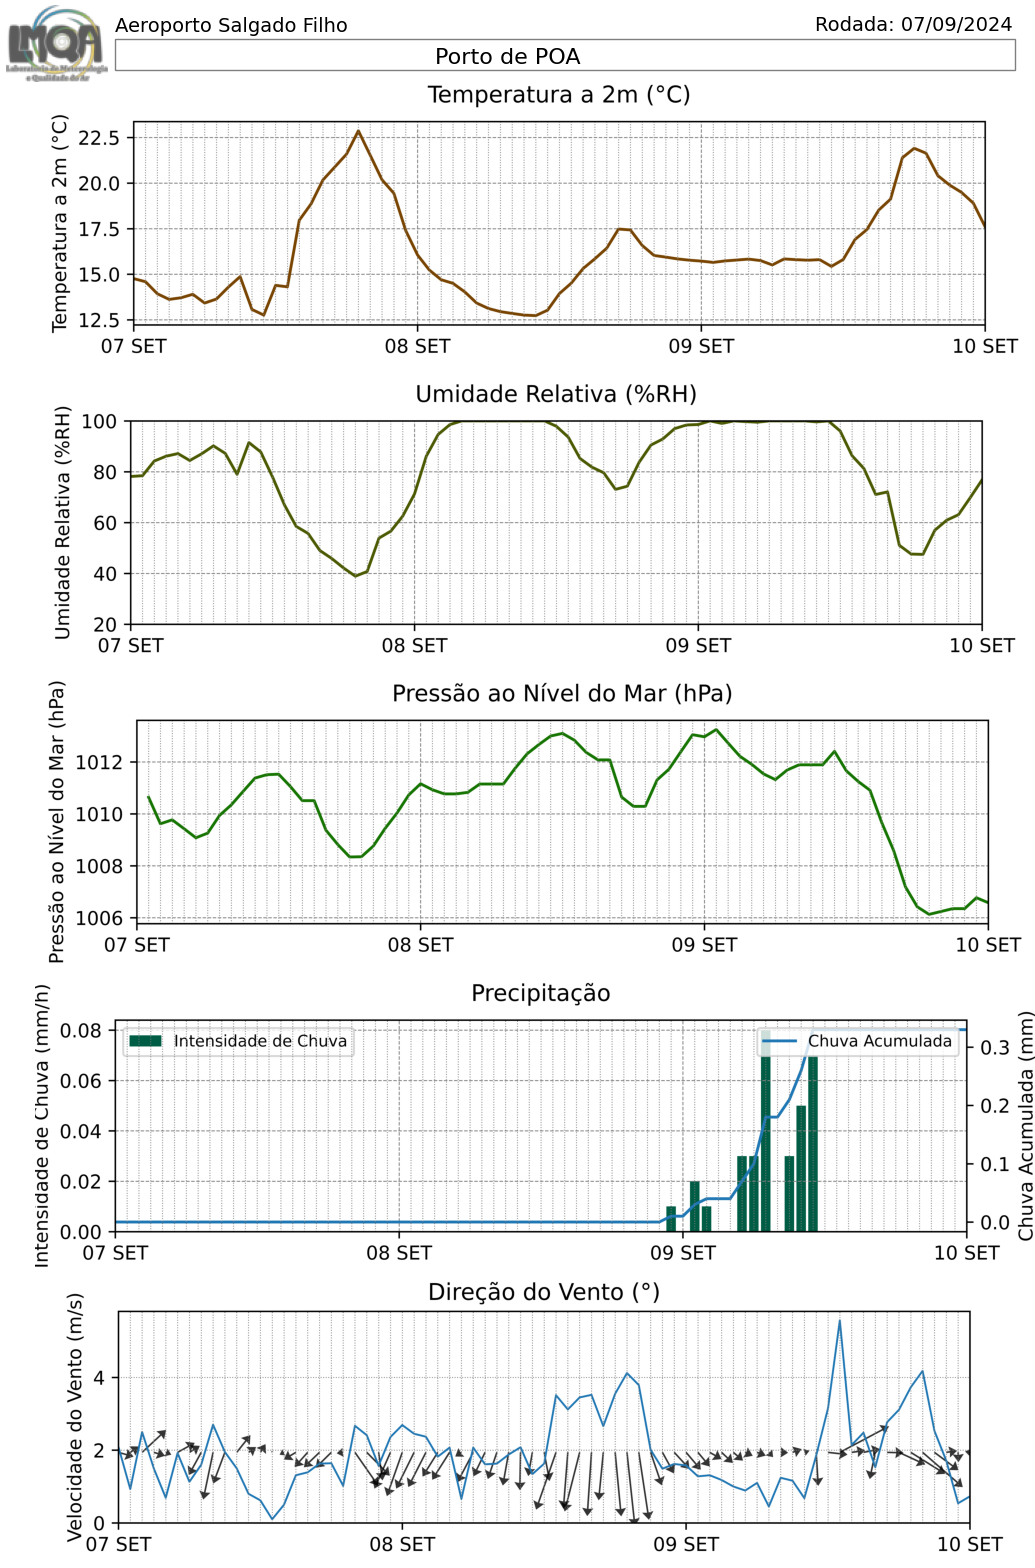 LMQA
Laboratório de Meteorologia
e Qualidade do Ar
Aeroporto Salgado Filho
Rodada: 07/09/2024
Porto de POA
Temperatura a 2m (°C)
Temperatura a 2m (°C)
22.5
20.0
17.5
15.0
12.5
07 SET
08 SET
09 SET
10 SET
Umidade Relativa (%RH)
Umidade Relativa (%RH)
100
80
60
40
20
07 SET
08 SET
09 SET
10 SET
Pressão ao Nível do Mar (hPa)
Pressão ao Nível do Mar (hPa)
1012
1010
1008
1006
07 SET
08 SET
09 SET
10 SET
Precipitação
Intensidade de Chuva (mm/h)
0.08
0.06
0.04
0.02
0.00
Intensidade de Chuva
Chuva Acumulada
0.3
0.2
0.1
0.0
Chuva Acumulada (mm)
07 SET
08 SET
09 SET
10 SET
Direção do Vento (°)
Velocidade do Vento (m/s)
4
2
0
07 SET
08 SET
09 SET
10 SET